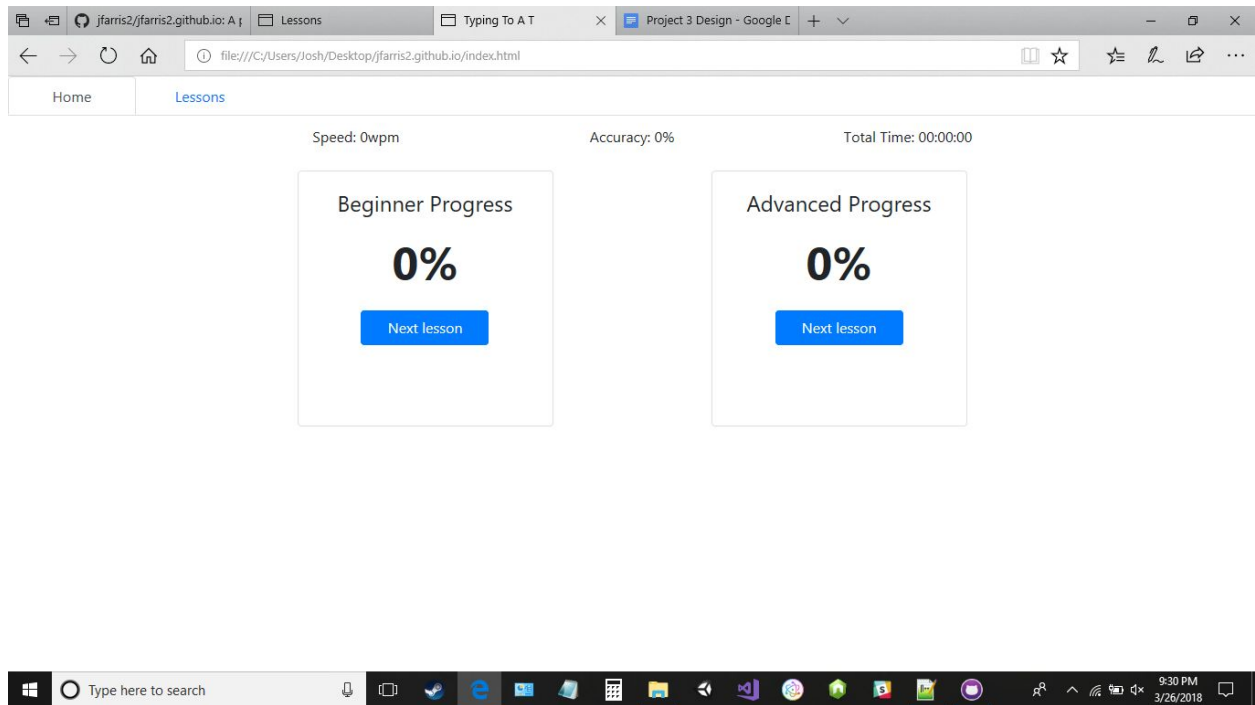 jfarris2/jfarris2.github.io: A p
Lessons
Typing To A T
Project 3 Design - Google D
file:///C:/Users/Josh/Desktop/jfarris2.github.io/index.html
Home Lessons
Speed: 0wpm Accuracy: 0% Total Time: 00:00:00
Beginner Progress
0%
Next lesson
Advanced Progress
0%
Next lesson
Type here to search
9:30 PM
3/26/2018